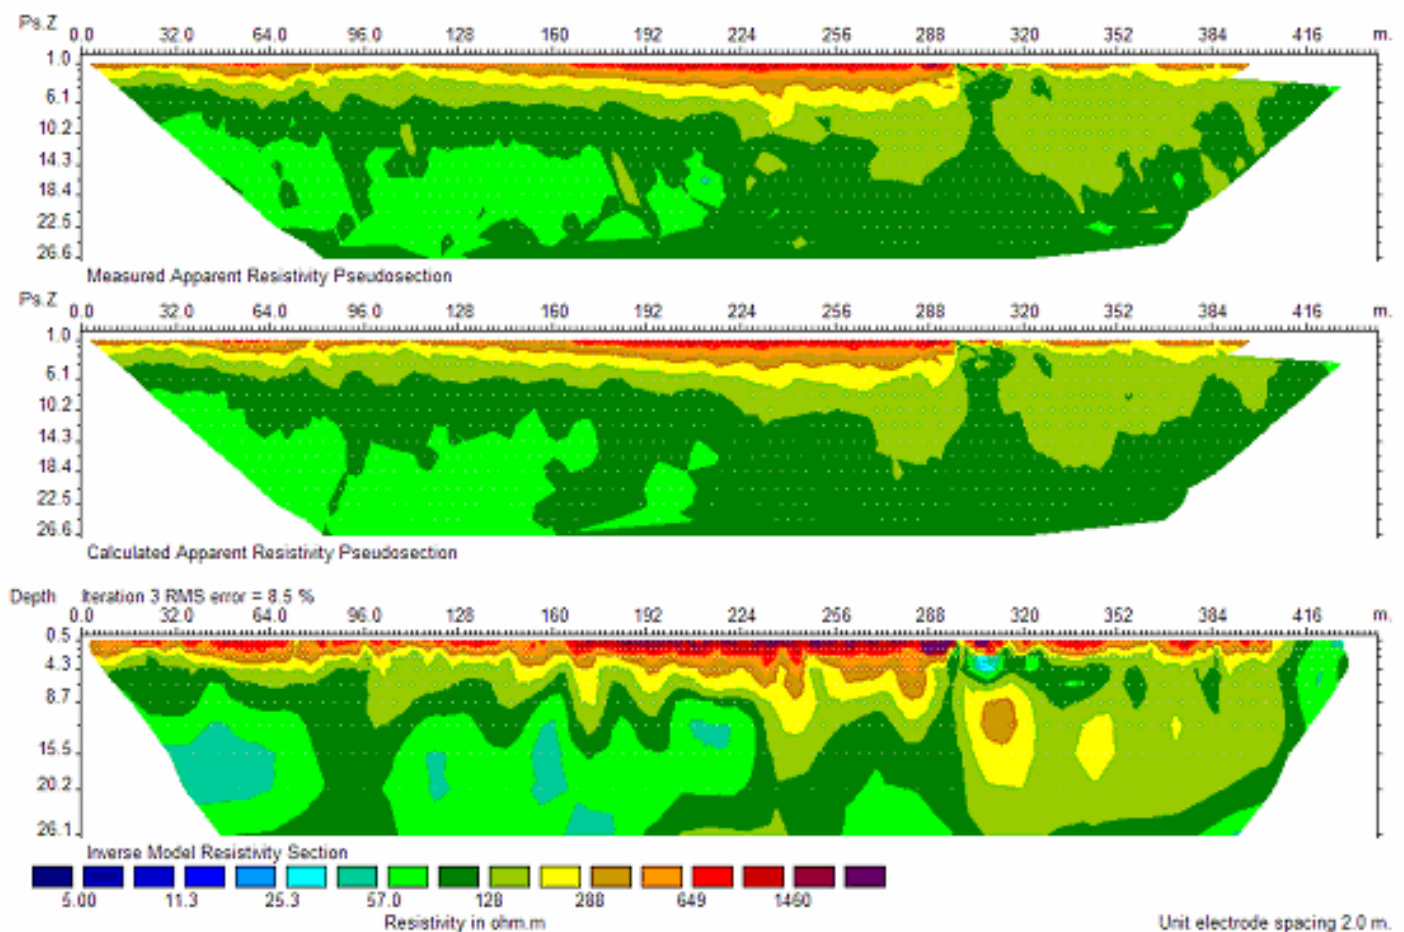 Ps.Z
0.0 32.0 64.0 96.0 128 160 192 224 256 288 320 352 384 416 m.
1.0
6.1
10.2
14.3
18.4
22.5
26.6
Measured Apparent Resistivity Pseudosection
Ps.Z
0.0 32.0 64.0 96.0 128 160 192 224 256 288 320 352 384 416 m.
1.0
6.1
10.2
14.3
18.4
22.5
26.6
Calculated Apparent Resistivity Pseudosection
Depth Iteration 3 RMS error = 8.5 %
0.0 32.0 64.0 96.0 128 160 192 224 256 288 320 352 384 416 m.
0.5
4.3
8.7
15.5
20.2
26.1
Inverse Model Resistivity Section
5.00 11.3 25.3 57.0 128 288 649 1460
Resistivity in ohm.m Unit electrode spacing 2.0 m.